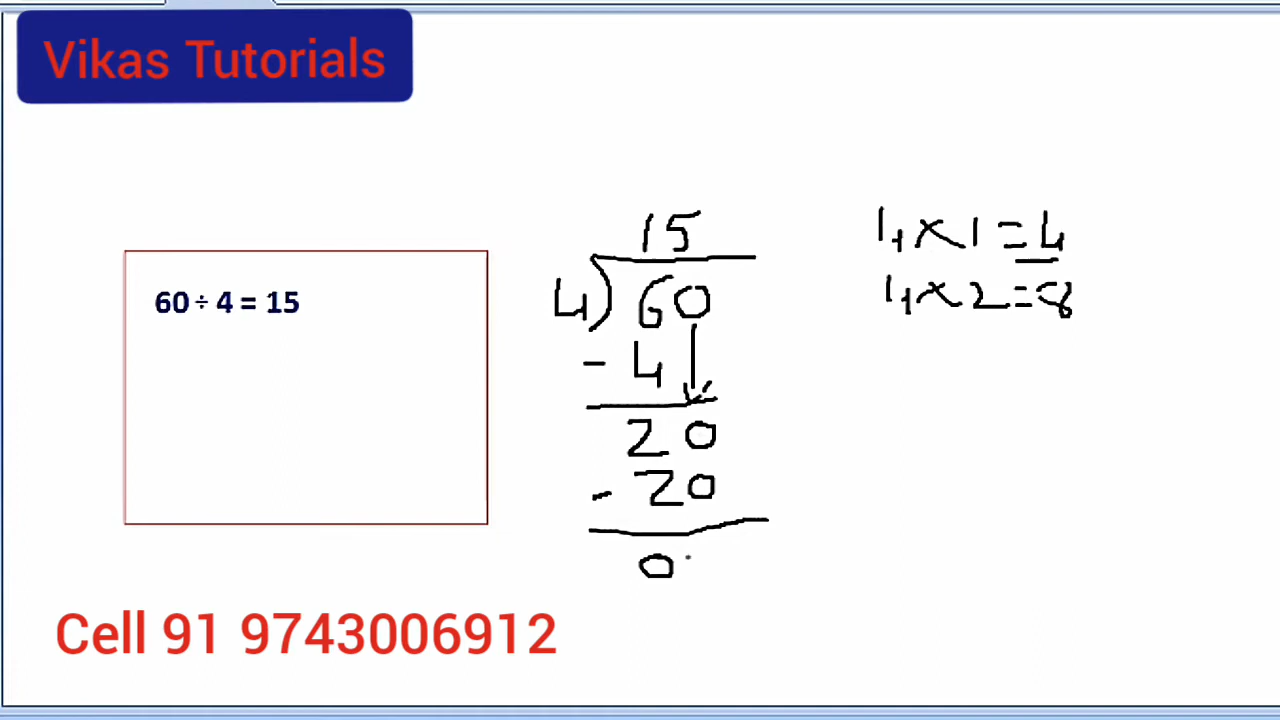 Vikas Tutorials
60 ÷ 4 = 15
15
4) 60
- 4
20
- 20
0
4×1=4
4×2=8
Cell 91 9743006912